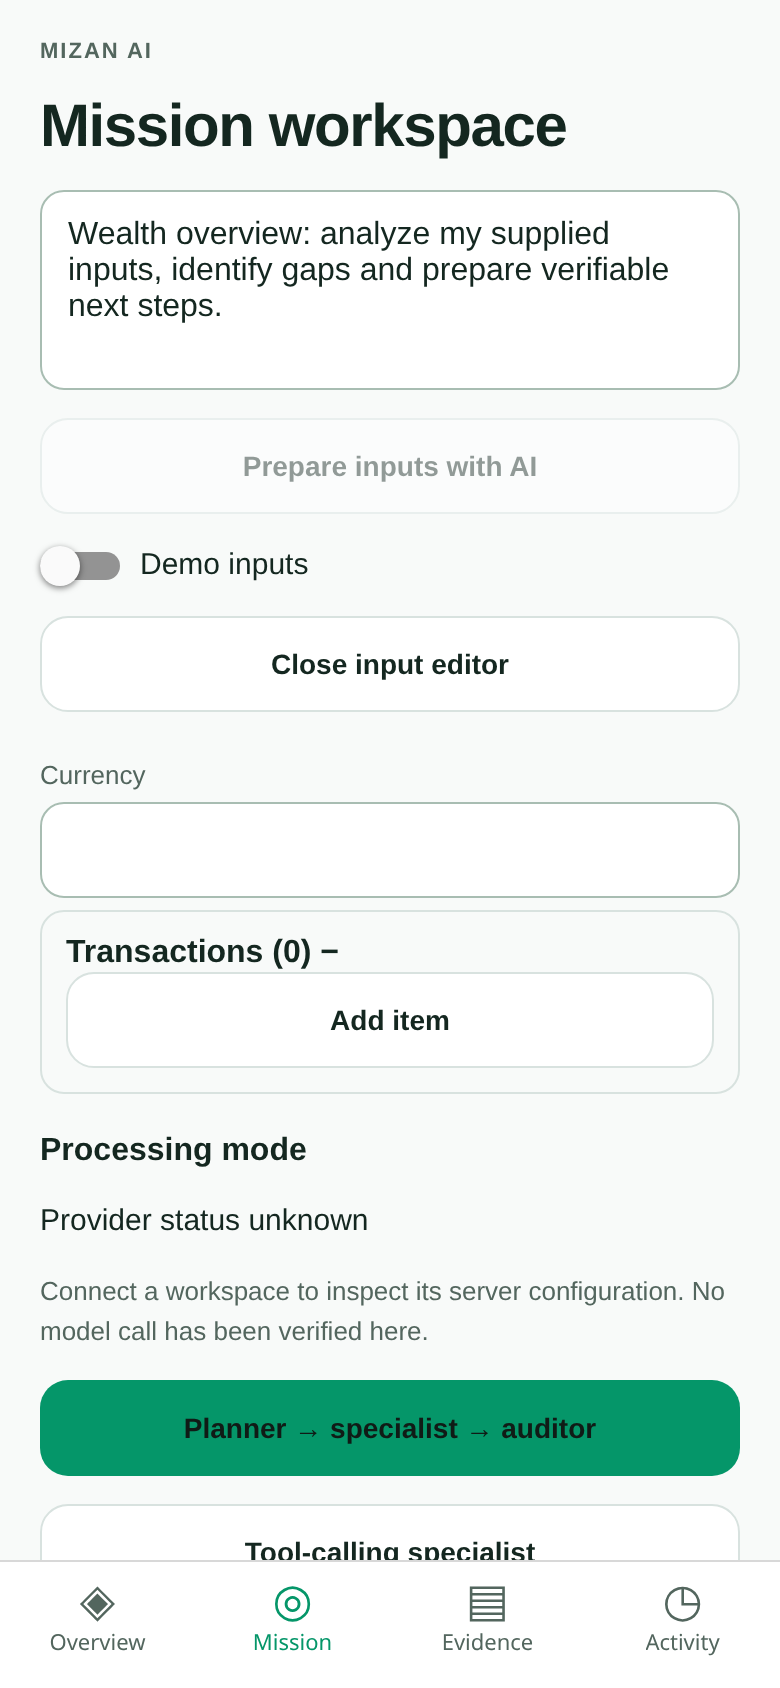 MIZAN AI
Mission workspace
Wealth overview: analyze my supplied
inputs, identify gaps and prepare verifiable
next steps.
Prepare inputs with AI
Demo inputs
Close input editor
Currency
Transactions (0) −
Add item
Processing mode
Provider status unknown
Connect a workspace to inspect its server configuration. No
model call has been verified here.
Planner → specialist → auditor
Tool-calling specialist
Overview
Mission
Evidence
Activity